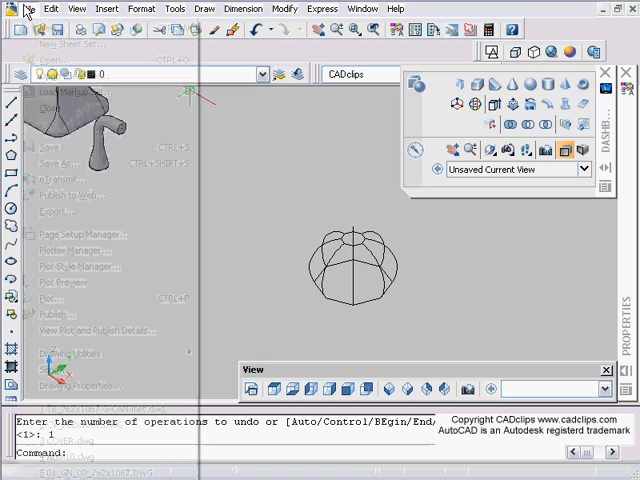 Edit View Insert Format Tools Draw Dimension Modify Express Window Help
New Sheet Set...
Open... CTRL+O
0
CADclips
Load Markup
Close
Save CTRL+S
Save As... CTRL+SHIFT+S
eTransmit...
Publish to Web...
Export...
Page Setup Manager...
Plotter Manager...
Plot Style Manager...
Plot Preview
Plot... CTRL+P
Publish...
View Plot and Publish Details...
Drawing Utilities
Drawing Properties...
COVER.dwg
Unsaved Current View
DASHB...
PROPERTIES
View
Enter the number of operations to undo or [Auto/Control/BEgin/End/
<1>: 1
Command:
Copyright CADclips www.cadclips.com
AutoCAD is an Autodesk registerd trademark